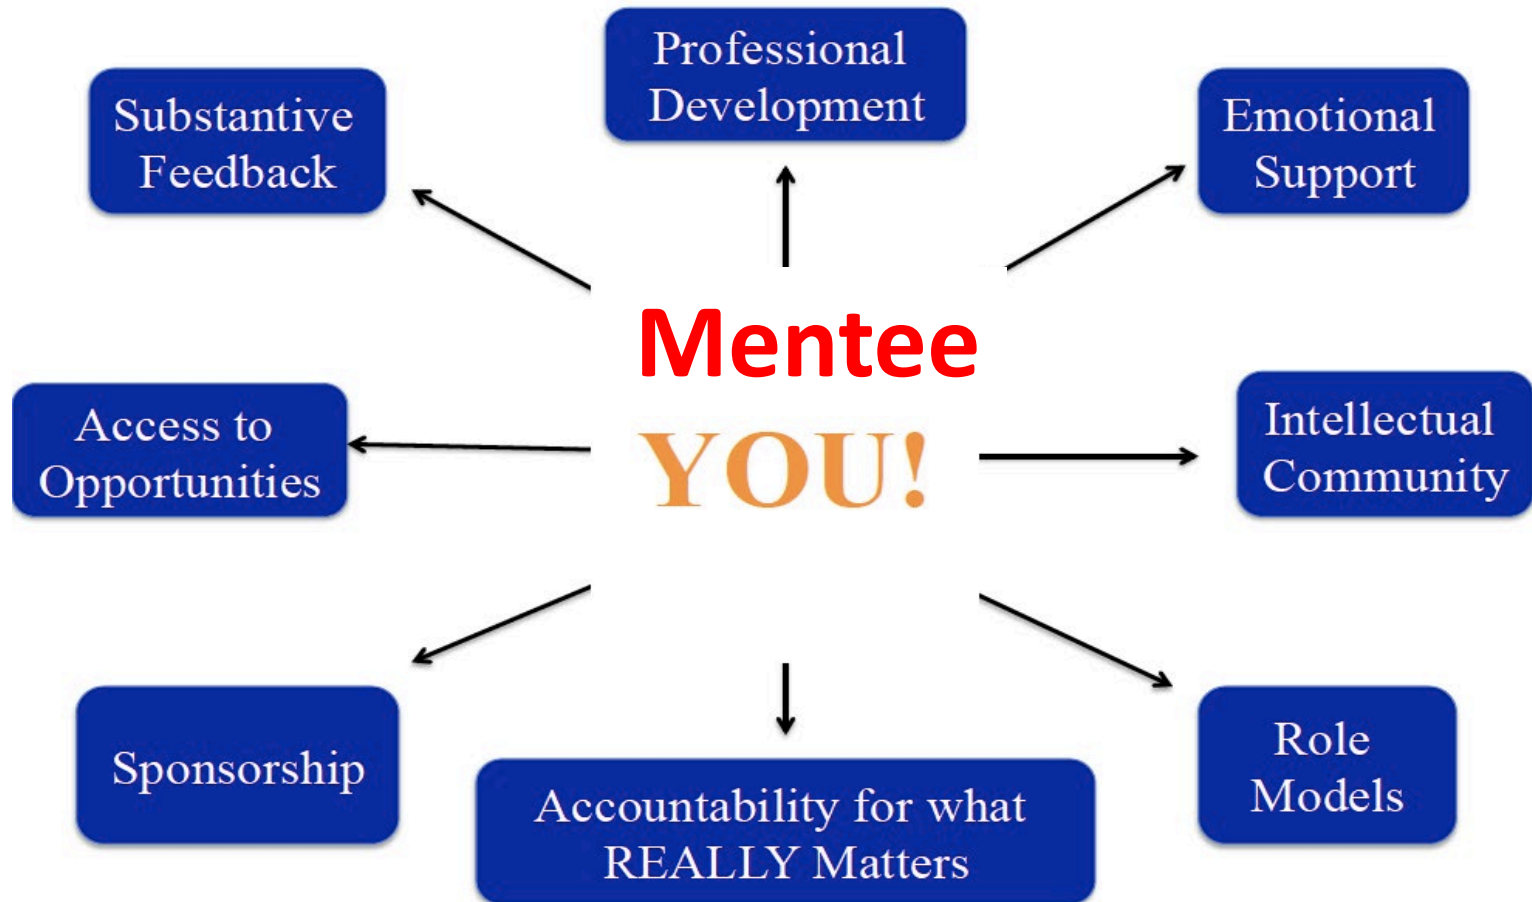 Professional
Development
Substantive
Feedback
Emotional
Support
Mentee
YOU!
Access to
Opportunities
Intellectual
Community
Sponsorship
Accountability for what
REALLY Matters
Role
Models